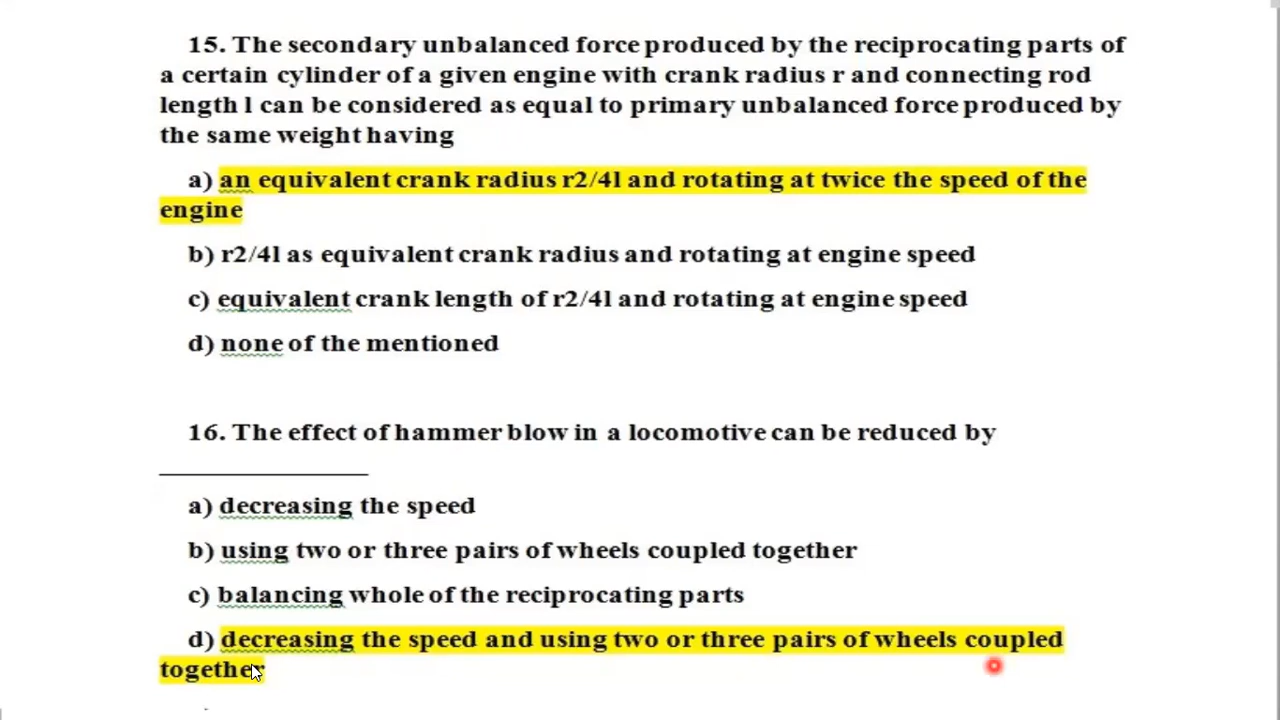 15. The secondary unbalanced force produced by the reciprocating parts of
a certain cylinder of a given engine with crank radius r and connecting rod
length l can be considered as equal to primary unbalanced force produced by
the same weight having
a) an equivalent crank radius r2/4l and rotating at twice the speed of the
engine
b) r2/4l as equivalent crank radius and rotating at engine speed
c) equivalent crank length of r2/4l and rotating at engine speed
d) none of the mentioned
16. The effect of hammer blow in a locomotive can be reduced by
____________
a) decreasing the speed
b) using two or three pairs of wheels coupled together
c) balancing whole of the reciprocating parts
d) decreasing the speed and using two or three pairs of wheels coupled
together